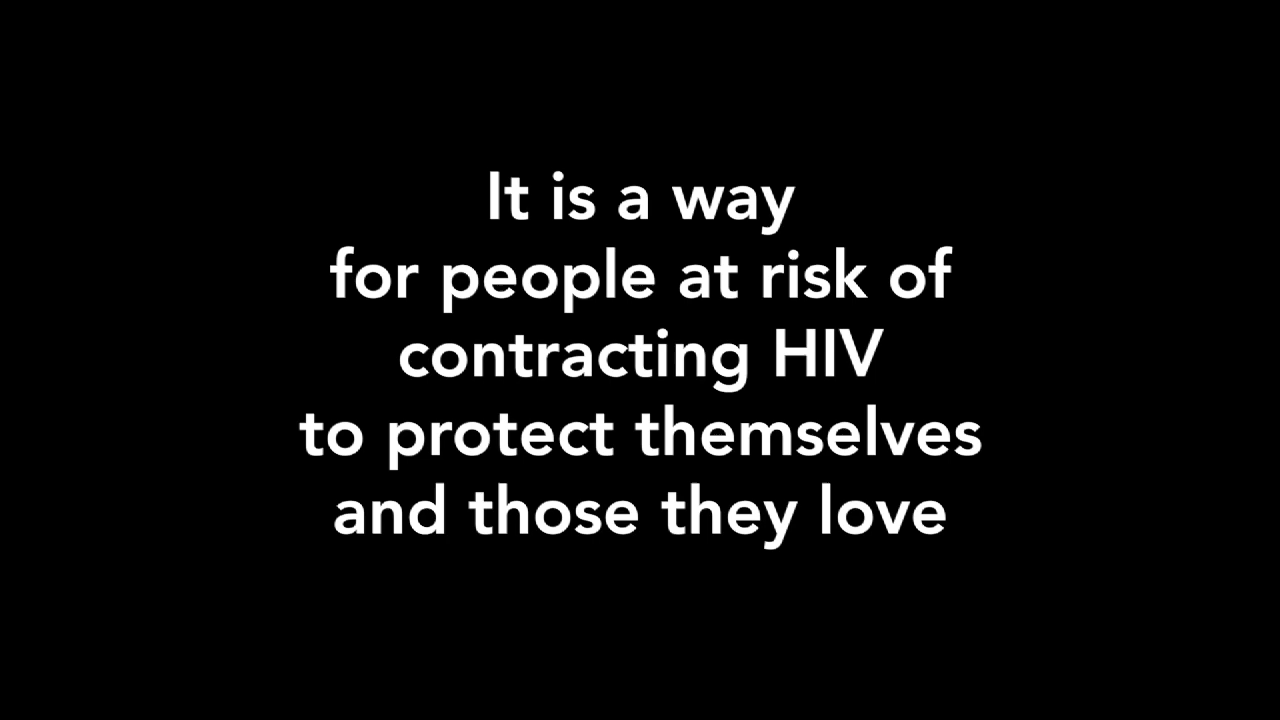 It is a way
for people at risk of
contracting HIV
to protect themselves
and those they love